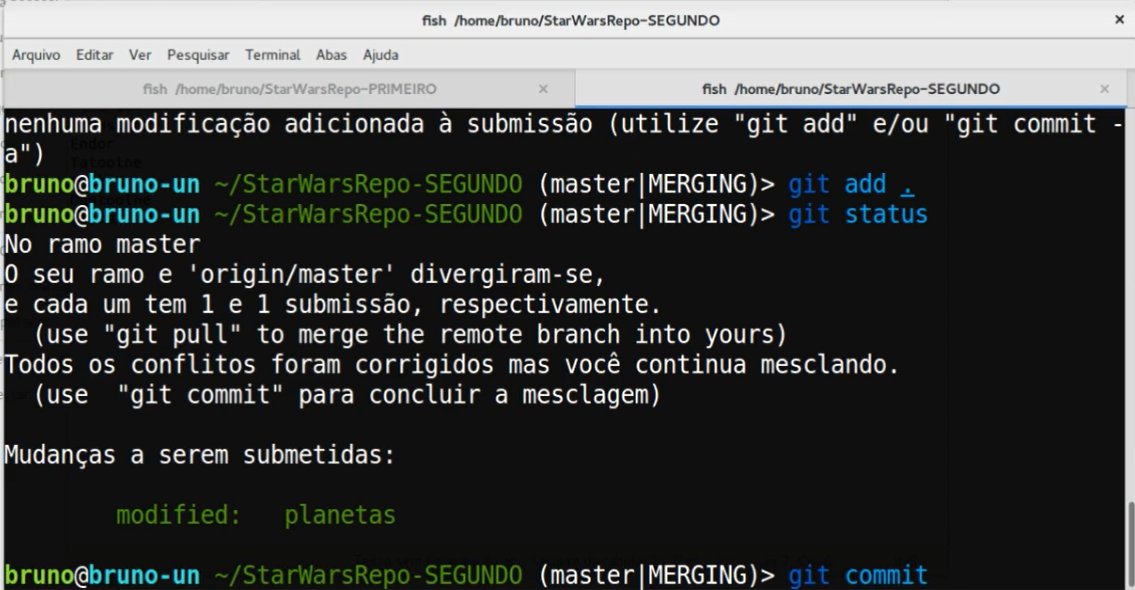 fish /home/bruno/StarWarsRepo-SEGUNDO
Arquivo Editar Ver Pesquisar Terminal Abas Ajuda
fish /home/bruno/StarWarsRepo-PRIMEIRO × fish /home/bruno/StarWarsRepo-SEGUNDO ×
nenhuma modificação adicionada à submissão (utilize "git add" e/ou "git commit -
a")
bruno@bruno-un ~/StarWarsRepo-SEGUNDO (master|MERGING)> git add .
bruno@bruno-un ~/StarWarsRepo-SEGUNDO (master|MERGING)> git status
No ramo master
O seu ramo e 'origin/master' divergiram-se,
e cada um tem 1 e 1 submissão, respectivamente.
(use "git pull" to merge the remote branch into yours)
Todos os conflitos foram corrigidos mas você continua mesclando.
(use  "git commit" para concluir a mesclagem)
Mudanças a serem submetidas:
modified:   planetas
bruno@bruno-un ~/StarWarsRepo-SEGUNDO (master|MERGING)> git commit